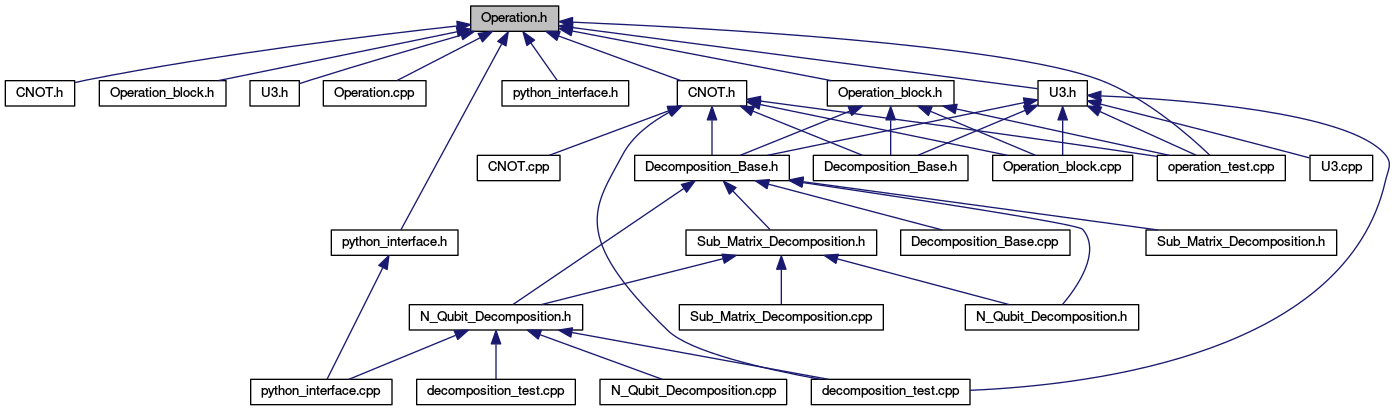 Operation.h
CNOT.h
Operation_block.h
U3.h
Operation.cpp
python_interface.h
CNOT.h
Operation_block.h
U3.h
CNOT.cpp
Decomposition_Base.h
Decomposition_Base.h
Operation_block.cpp
operation_test.cpp
U3.cpp
python_interface.h
Sub_Matrix_Decomposition.h
Decomposition_Base.cpp
Sub_Matrix_Decomposition.h
N_Qubit_Decomposition.h
Sub_Matrix_Decomposition.cpp
N_Qubit_Decomposition.h
python_interface.cpp
decomposition_test.cpp
N_Qubit_Decomposition.cpp
decomposition_test.cpp